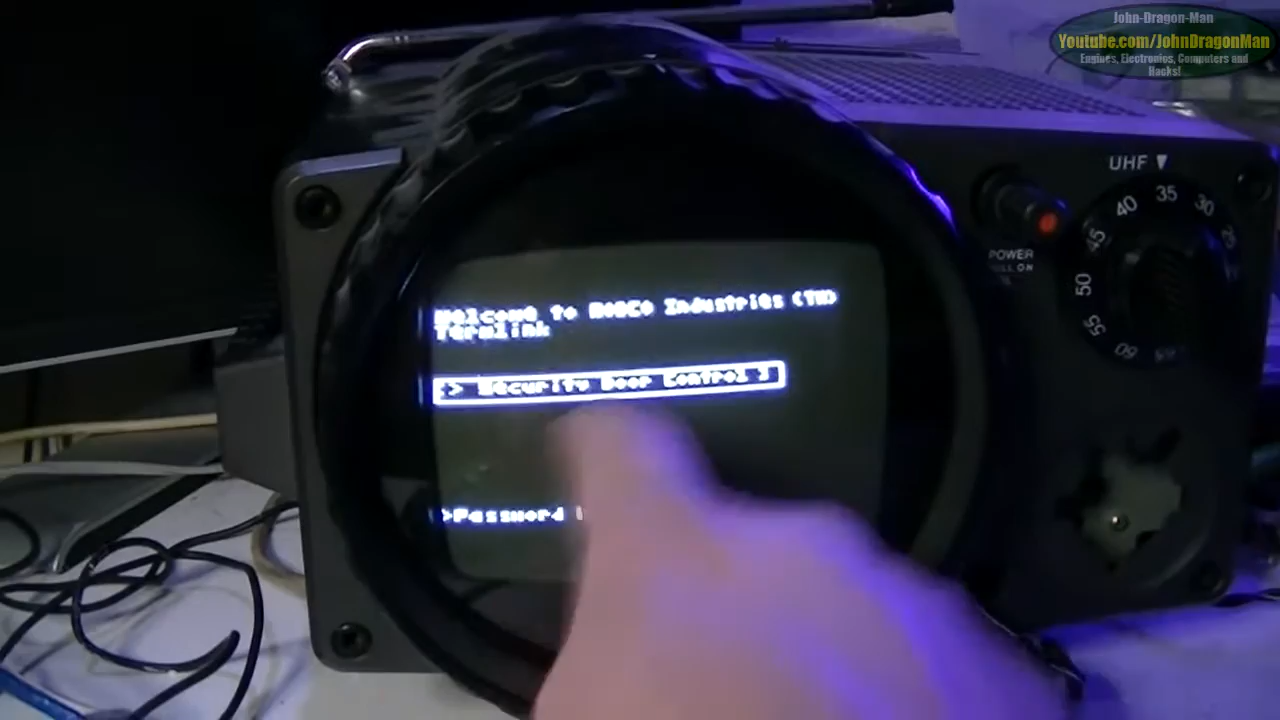 John-Dragon-Man
Youtube.com/JohnDragonMan
Engines, Electronics, Computers and
Hacks!
UHF ▼
40 35 30
45
50
55
60
POWER
PULL ON
Welcome to ROBCO Industries (TM)
Termlink
> Security Door Control ]
>Password